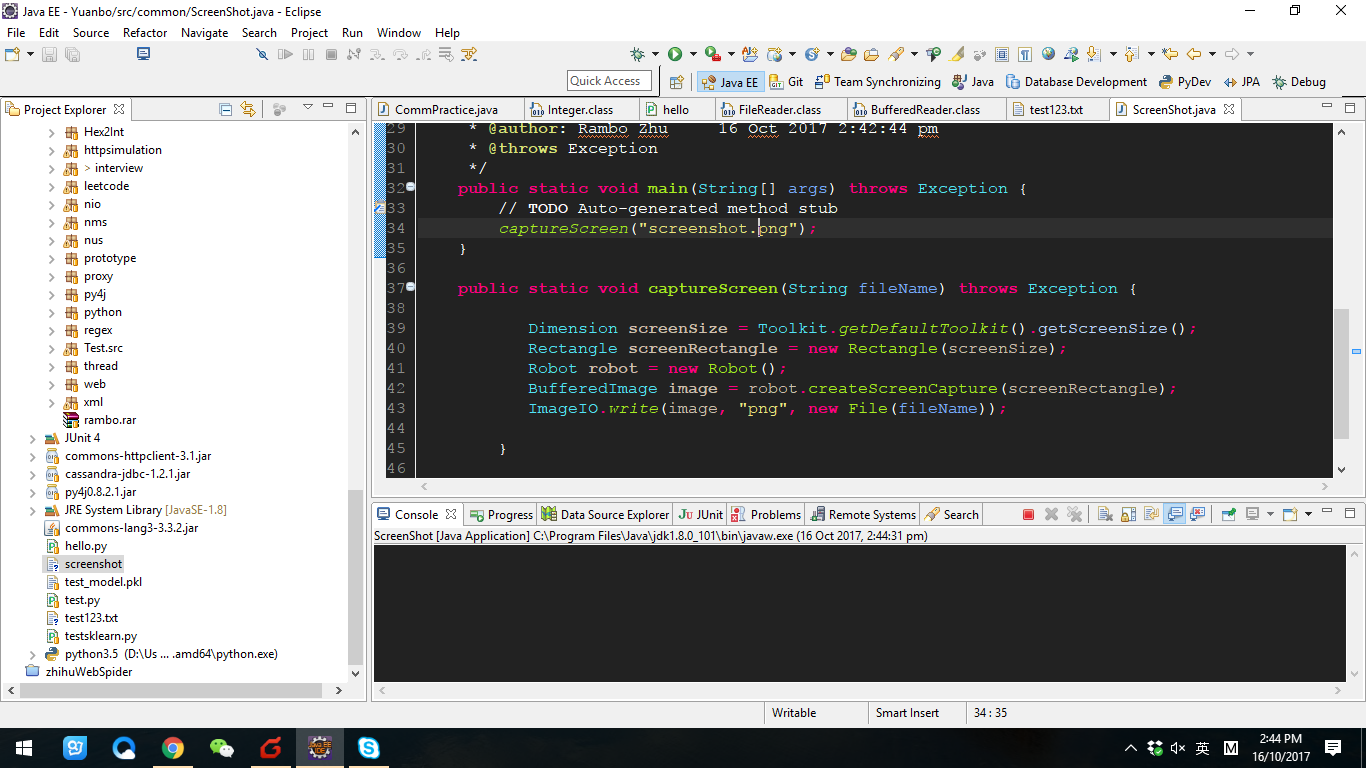 Java EE - Yuanbo/src/common/ScreenShot.java - Eclipse
File Edit Source Refactor Navigate Search Project Run Window Help
Quick Access Java EE Git Team Synchronizing Java Database Development PyDev JPA Debug
Project Explorer
Hex2Int
httpsimulation
> interview
leetcode
nio
nms
nus
prototype
proxy
py4j
python
regex
Test.src
thread
web
xml
rambo.rar
JUnit 4
commons-httpclient-3.1.jar
cassandra-jdbc-1.2.1.jar
py4j0.8.2.1.jar
JRE System Library [JavaSE-1.8]
commons-lang3-3.3.2.jar
hello.py
screenshot
test_model.pkl
test.py
test123.txt
testsklearn.py
python3.5 (D:\Us ... .amd64\python.exe)
zhihuWebSpider
CommPractice.java Integer.class hello FileReader.class BufferedReader.class test123.txt ScreenShot.java
29 * @author: Rambo Zhu 16 Oct 2017 2:42:44 pm
30 * @throws Exception
31 */
32 public static void main(String[] args) throws Exception {
33 // TODO Auto-generated method stub
34 captureScreen("screenshot.png");
35 }
36
37 public static void captureScreen(String fileName) throws Exception {
38
39 Dimension screenSize = Toolkit.getDefaultToolkit().getScreenSize();
40 Rectangle screenRectangle = new Rectangle(screenSize);
41 Robot robot = new Robot();
42 BufferedImage image = robot.createScreenCapture(screenRectangle);
43 ImageIO.write(image, "png", new File(fileName));
44
45 }
46
Console Progress Data Source Explorer JUnit Problems Remote Systems Search
ScreenShot [Java Application] C:\Program Files\Java\jdk1.8.0_101\bin\javaw.exe (16 Oct 2017, 2:44:31 pm)
Writable Smart Insert 34 : 35
英 M 2:44 PM
16/10/2017